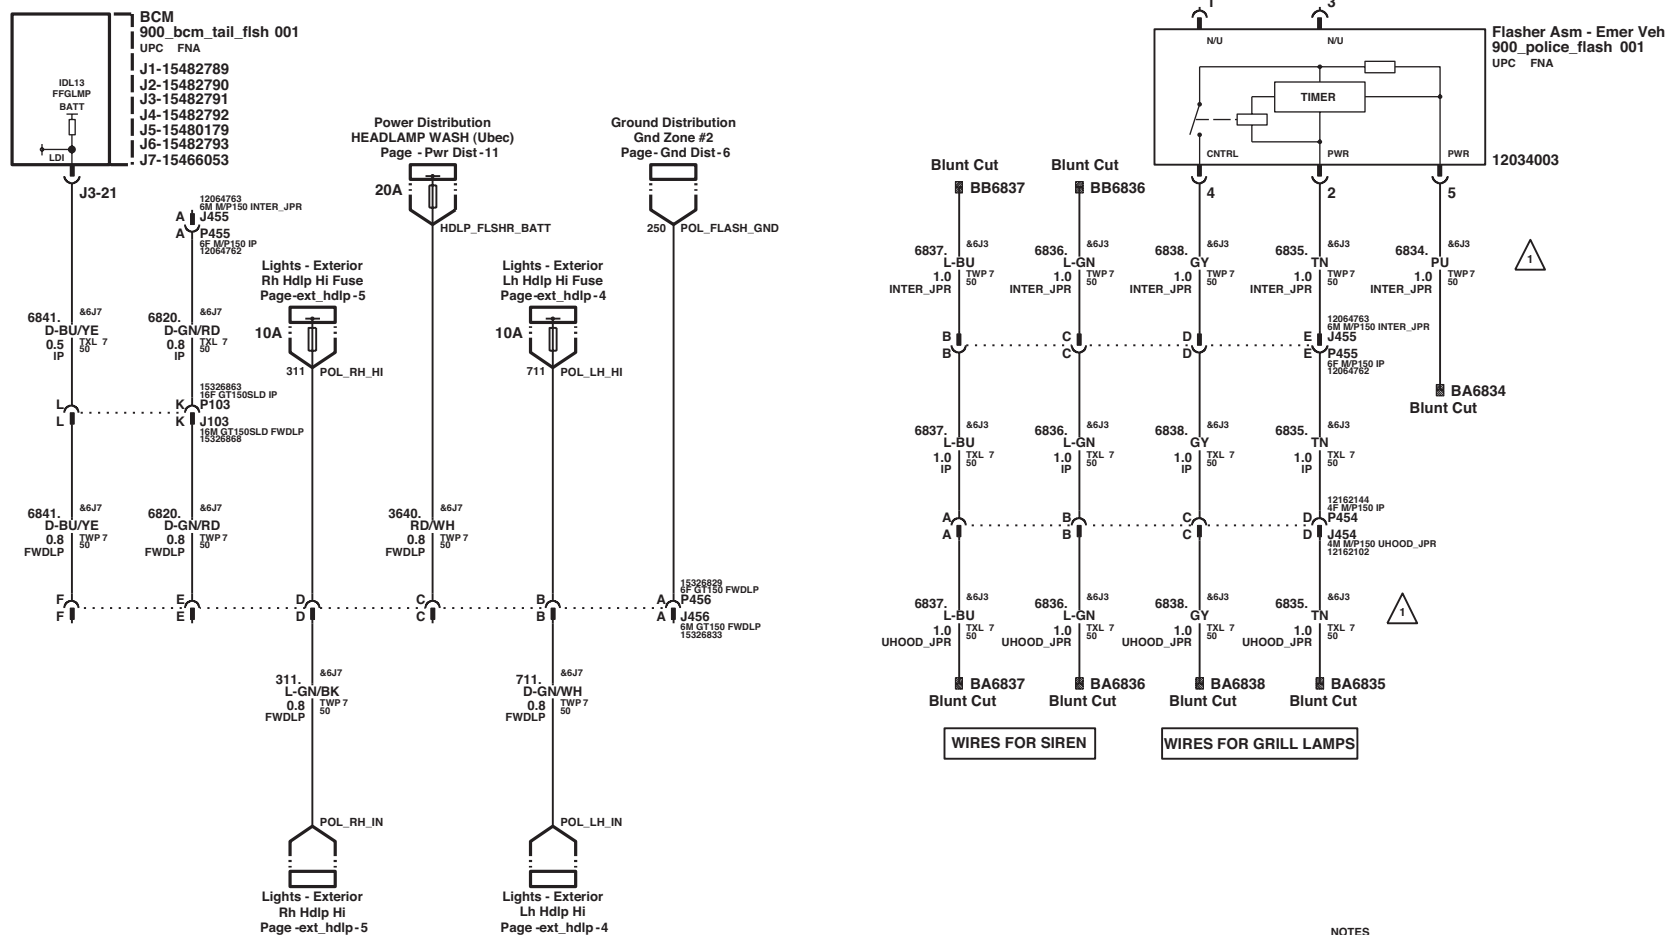 BCM
900_bcm_tail_flsh 001
UPC FNA
J1-15482789
J2-15482790
J3-15482791
J4-15482792
J5-15480179
J6-15482793
J7-15466053
IDL13
FFGLMP
BATT
LDI
J3-21
12064763
6M M/P150 INTER_JPR
A J455
A P455
6F M/P150 IP
12064762
Power Distribution
HEADLAMP WASH (Ubec)
Page - Pwr Dist-11
20A
HDLP_FLSHR_BATT
Ground Distribution
Gnd Zone #2
Page- Gnd Dist-6
250 POL_FLASH_GND
Lights - Exterior
Rh Hdlp Hi Fuse
Page-ext_hdlp-5
10A
311 POL_RH_HI
Lights - Exterior
Lh Hdlp Hi Fuse
Page-ext_hdlp-4
10A
711 POL_LH_HI
6841. &6J7
D-BU/YE
0.5 TXL 7
50
IP
6820. &6J7
D-GN/RD
0.8 TXL 7
50
IP
15326863
16F GT150SLD IP
L K P103
L K J103
16M GT150SLD FWDLP
15326868
6841. &6J7
D-BU/YE
0.8 TWP 7
50
FWDLP
6820. &6J7
D-GN/RD
0.8 TWP 7
50
FWDLP
3640. &6J7
RD/WH
0.8 TWP 7
50
FWDLP
15326829
6F GT150 FWDLP
F E D C B A P456
F E D C B A J456
6M GT150 FWDLP
15326833
311. &6J7
L-GN/BK
0.8 TWP 7
50
FWDLP
711. &6J7
D-GN/WH
0.8 TWP 7
50
FWDLP
POL_RH_IN
POL_LH_IN
Lights - Exterior
Rh Hdlp Hi
Page -ext_hdlp-5
Lights - Exterior
Lh Hdlp Hi
Page -ext_hdlp-4
1 3
N/U N/U
Flasher Asm - Emer Veh
900_police_flash 001
UPC FNA
TIMER
CNTRL PWR PWR
12034003
4 2 5
Blunt Cut
BB6837
Blunt Cut
BB6836
6837. &6J3
L-BU
1.0 TWP 7
50
INTER_JPR
6836. &6J3
L-GN
1.0 TWP 7
50
INTER_JPR
6838. &6J3
GY
1.0 TWP 7
50
INTER_JPR
6835. &6J3
TN
1.0 TWP 7
50
INTER_JPR
6834. &6J3
PU
1.0 TWP 7
50
INTER_JPR
1
12064763
6M M/P150 INTER_JPR
B C D E J455
B C D E P455
6F M/P150 IP
12064762
BA6834
Blunt Cut
6837. &6J3
L-BU
1.0 TXL 7
50
IP
6836. &6J3
L-GN
1.0 TXL 7
50
IP
6838. &6J3
GY
1.0 TXL 7
50
IP
6835. &6J3
TN
1.0 TXL 7
50
IP
12162144
4F M/P150 IP
A B C D P454
A B C D J454
4M M/P150 UHOOD_JPR
12162102
6837. &6J3
L-BU
1.0 TXL 7
50
UHOOD_JPR
6836. &6J3
L-GN
1.0 TXL 7
50
UHOOD_JPR
6838. &6J3
GY
1.0 TXL 7
50
UHOOD_JPR
6835. &6J3
TN
1.0 TXL 7
50
UHOOD_JPR
1
BA6837
Blunt Cut
BA6836
Blunt Cut
BA6838
Blunt Cut
BA6835
Blunt Cut
WIRES FOR SIREN
WIRES FOR GRILL LAMPS
NOTES